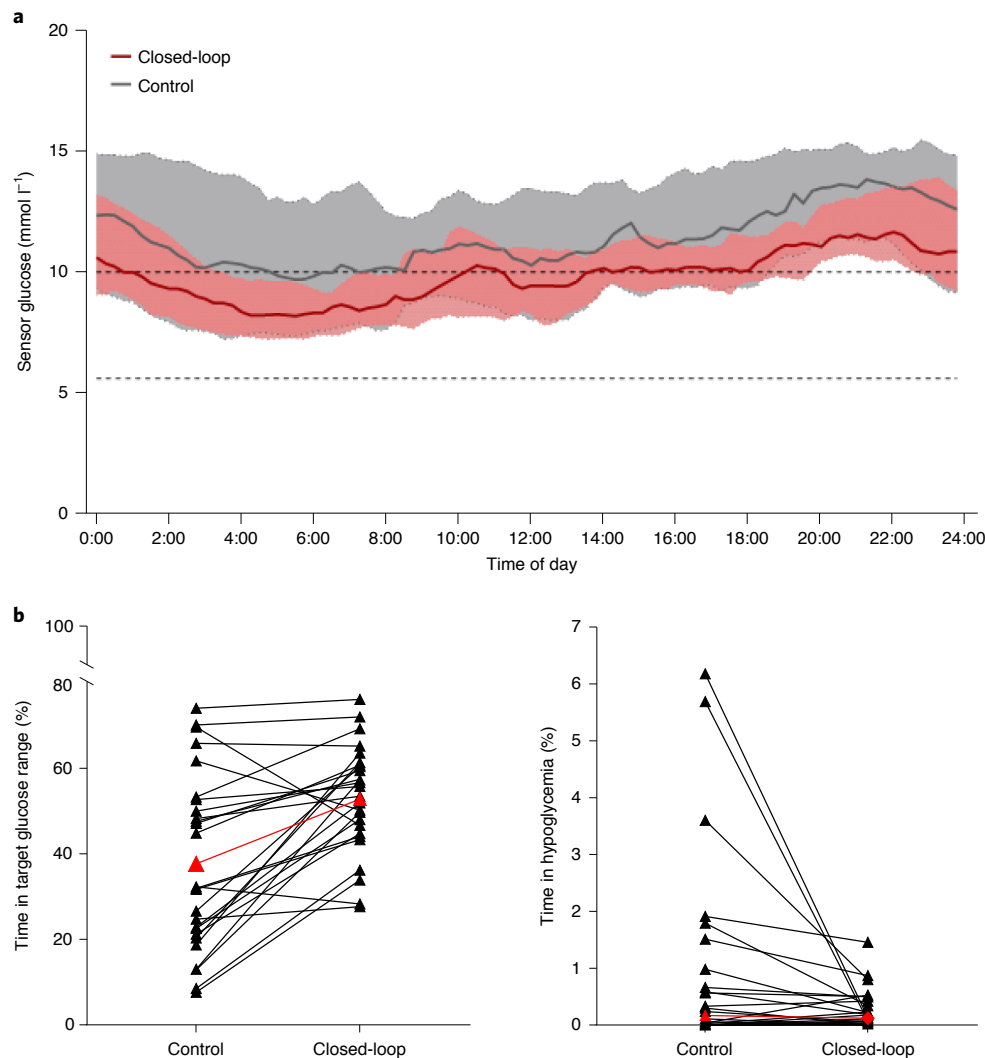 a
20
15
10
5
0
Sensor glucose (mmol l⁻¹)
Closed-loop
Control
0:00 2:00 4:00 6:00 8:00 10:00 12:00 14:00 16:00 18:00 20:00 22:00 24:00
Time of day
b
100
80
60
40
20
0
Time in target glucose range (%)
Control Closed-loop
7
6
5
4
3
2
1
0
Time in hypoglycemia (%)
Control Closed-loop